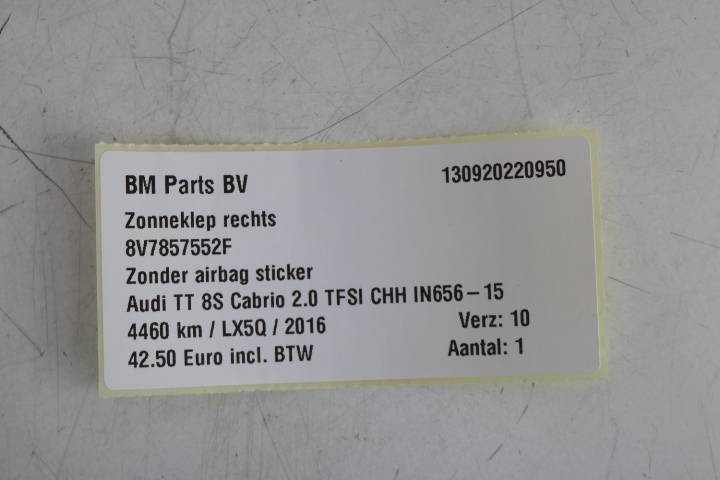 BM Parts BV 130920220950
Zonneklep rechts
8V7857552F
Zonder airbag sticker
Audi TT 8S Cabrio 2.0 TFSI CHH IN656-15
4460 km / LX5Q / 2016 Verz: 10
42.50 Euro incl. BTW Aantal: 1